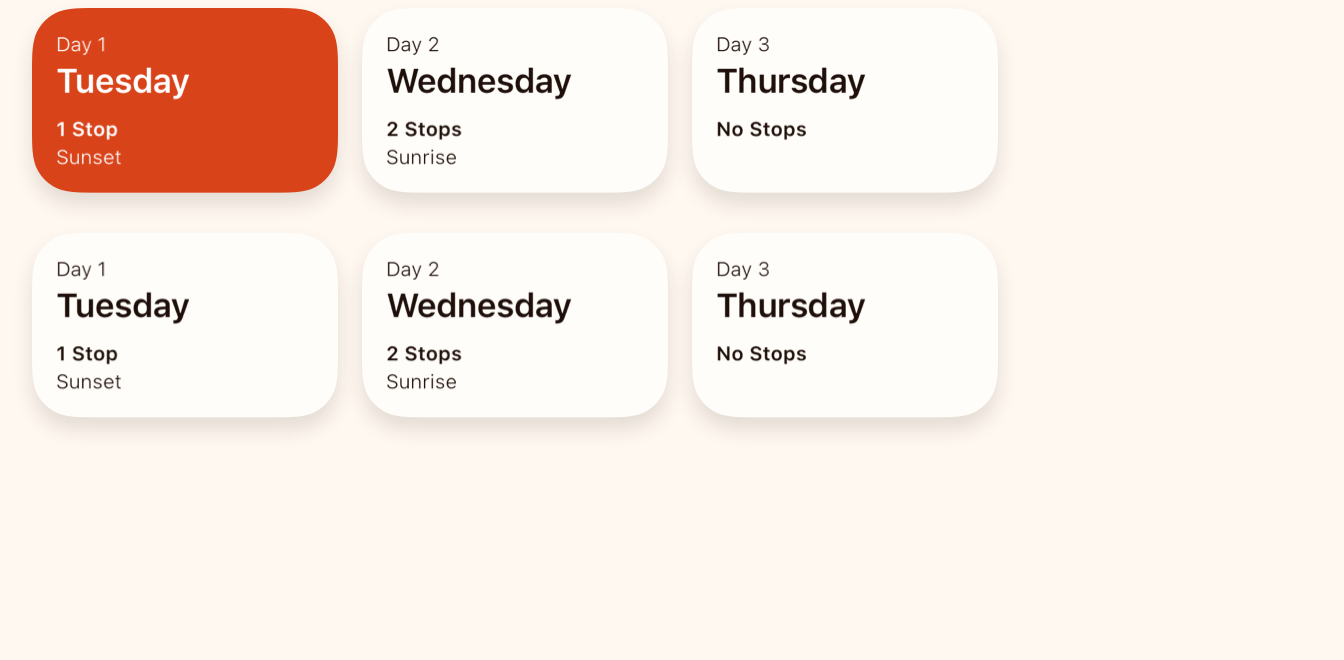 Day 1
Tuesday
1 Stop
Sunset
Day 2
Wednesday
2 Stops
Sunrise
Day 3
Thursday
No Stops
Day 1
Tuesday
1 Stop
Sunset
Day 2
Wednesday
2 Stops
Sunrise
Day 3
Thursday
No Stops